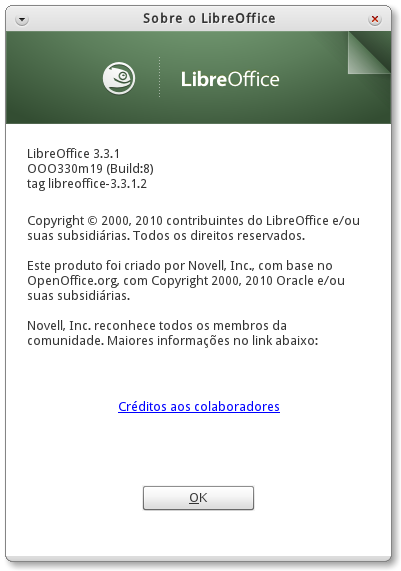 Sobre o LibreOffice
LibreOffice
LibreOffice 3.3.1
OOO330m19 (Build:8)
tag libreoffice-3.3.1.2
Copyright © 2000, 2010 contribuintes do LibreOffice e/ou
suas subsidiárias. Todos os direitos reservados.
Este produto foi criado por Novell, Inc., com base no
OpenOffice.org, com Copyright 2000, 2010 Oracle e/ou
suas subsidiárias.
Novell, Inc. reconhece todos os membros da
comunidade. Maiores informações no link abaixo:
Créditos aos colaboradores
OK